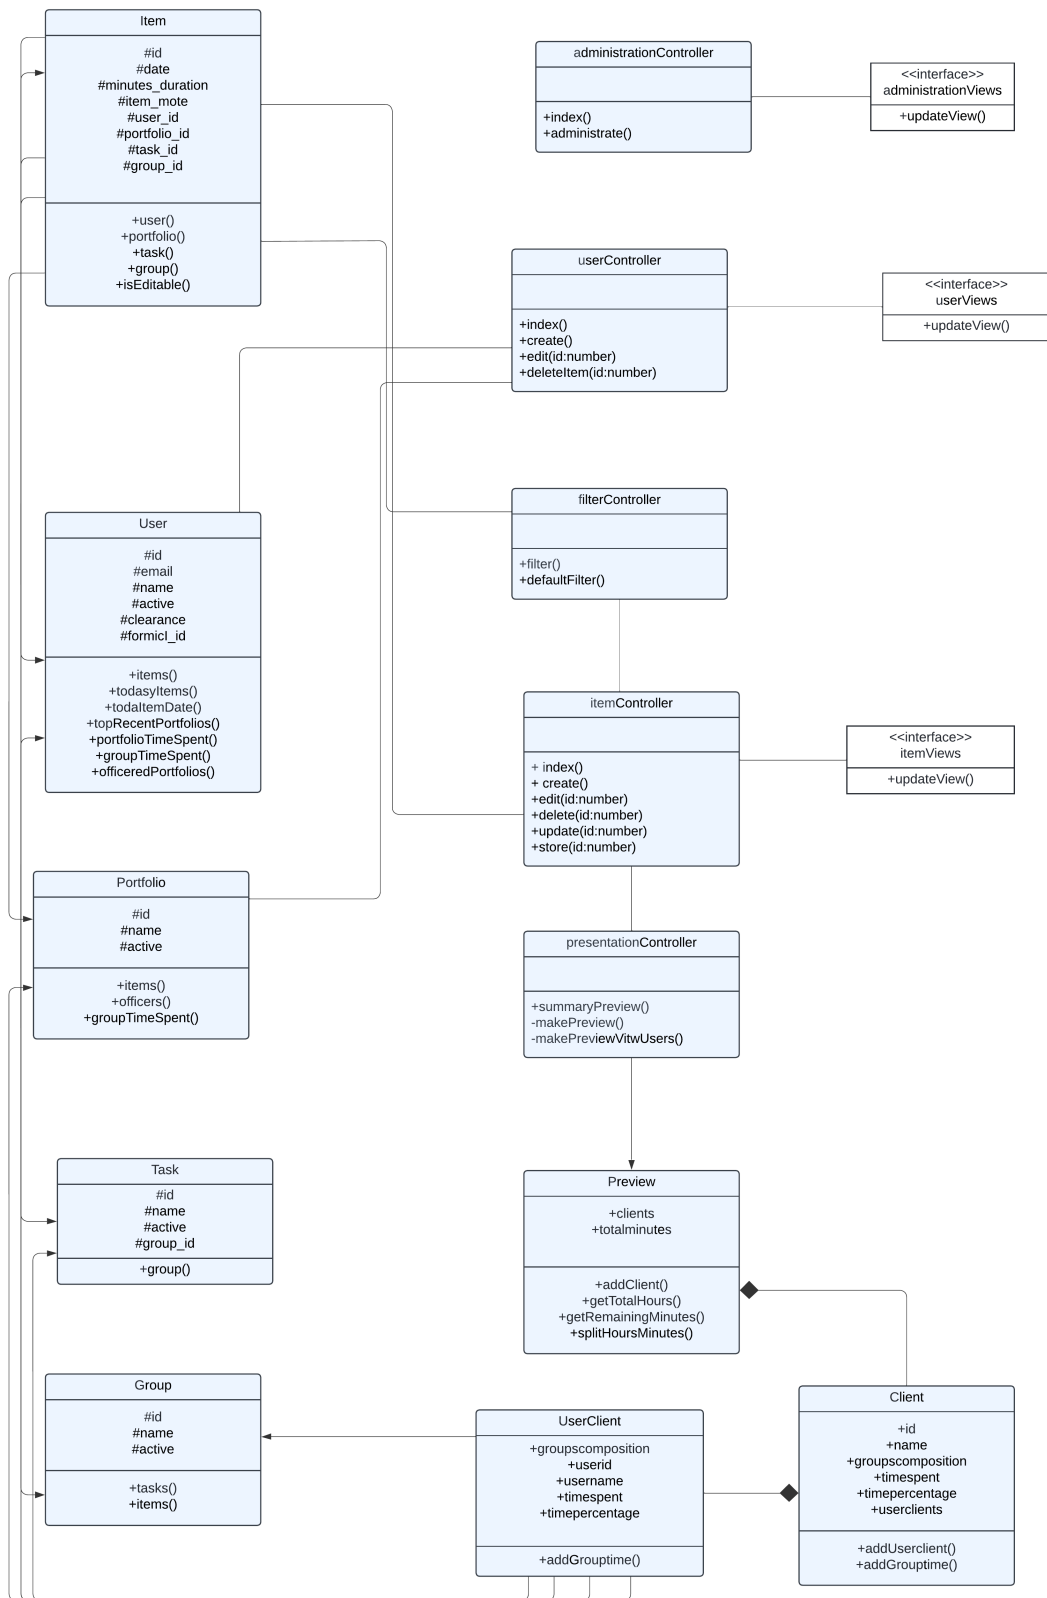 Item
#id
#date
#minutes_duration
#item_mote
#user_id
#portfolio_id
#task_id
#group_id
+user()
+portfolio()
+task()
+group()
+isEditable()
administrationController
+index()
+administrate()
<<interface>>
administrationViews
+updateView()
userController
+index()
+create()
+edit(id:number)
+deleteItem(id:number)
<<interface>>
userViews
+updateView()
filterController
+filter()
+defaultFilter()
User
#id
#email
#name
#active
#clearance
#formicl_id
+items()
+todasyItems()
+todaItemDate()
+topRecentPortfolios()
+portfolioTimeSpent()
+groupTimeSpent()
+officeredPortfolios()
itemController
+ index()
+ create()
+edit(id:number)
+delete(id:number)
+update(id:number)
+store(id:number)
<<interface>>
itemViews
+updateView()
Portfolio
#id
#name
#active
+items()
+officers()
+groupTimeSpent()
presentationController
+summaryPreview()
-makePreview()
-makePreviewVitwUsers()
Task
#id
#name
#active
#group_id
+group()
Preview
+clients
+totalminutes
+addClient()
+getTotalHours()
+getRemainingMinutes()
+splitHoursMinutes()
Group
#id
#name
#active
+tasks()
+items()
UserClient
+groupscomposition
+userid
+username
+timespent
+timepercentage
+addGrouptime()
Client
+id
+name
+groupscomposition
+timespent
+timepercentage
+userclients
+addUserclient()
+addGrouptime()